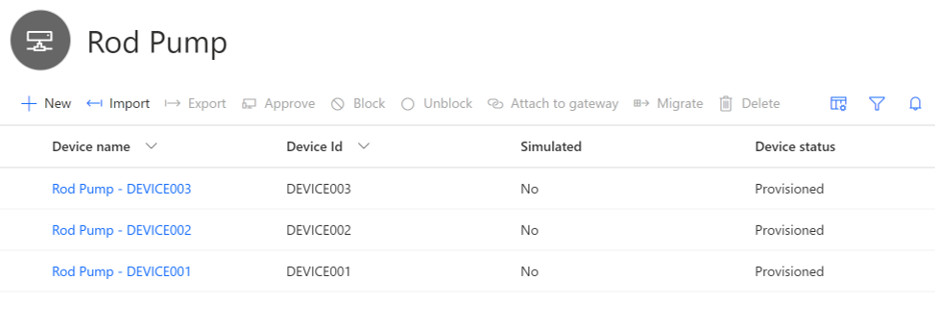 Rod Pump
New Import Export Approve Block Unblock Attach to gateway Migrate Delete
Device name Device Id Simulated Device status
Rod Pump - DEVICE003 DEVICE003 No Provisioned
Rod Pump - DEVICE002 DEVICE002 No Provisioned
Rod Pump - DEVICE001 DEVICE001 No Provisioned